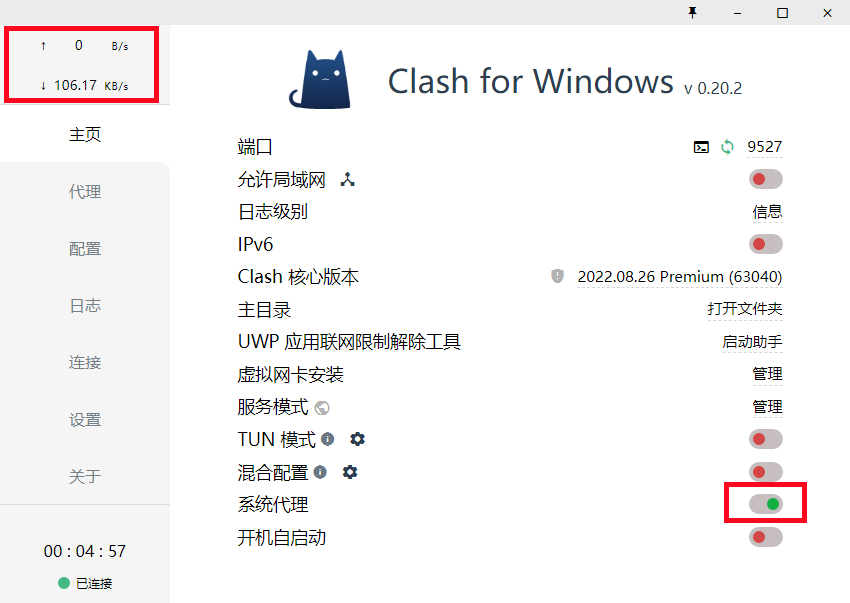 ↑ 0 B/s
↓ 106.17 KB/s
主页
代理
配置
日志
连接
设置
关于
00 : 04 : 57
已连接
Clash for Windows v 0.20.2
端口 9527
允许局域网
日志级别 信息
IPv6
Clash 核心版本 2022.08.26 Premium (63040)
主目录 打开文件夹
UWP 应用联网限制解除工具 启动助手
虚拟网卡安装 管理
服务模式 管理
TUN 模式
混合配置
系统代理
开机自启动